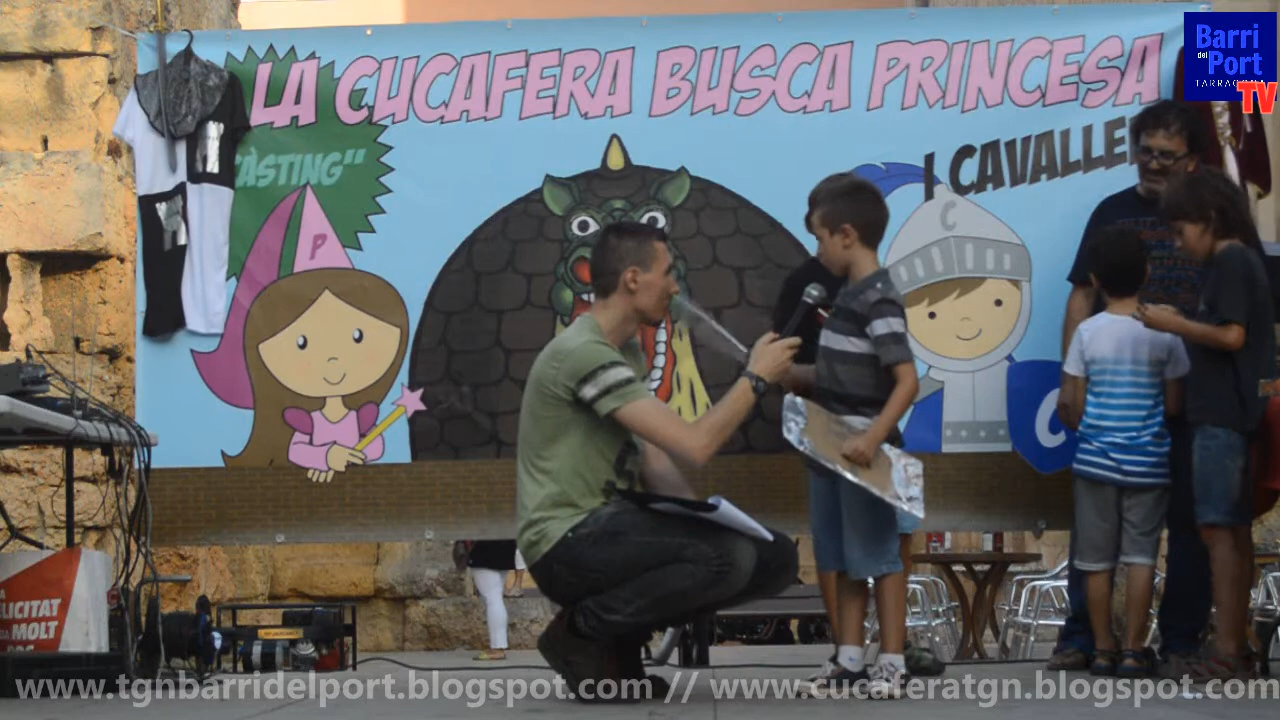 LA CUCAFERA BUSCA PRINCESA
CÀSTING"
I CAVALLE
P
C
C
Barri
del
Port
TARRAGONA
TV
LICITAT
MOLT
www.tgnbarridelport.blogspot.com // www.cucaferatgn.blogspot.com